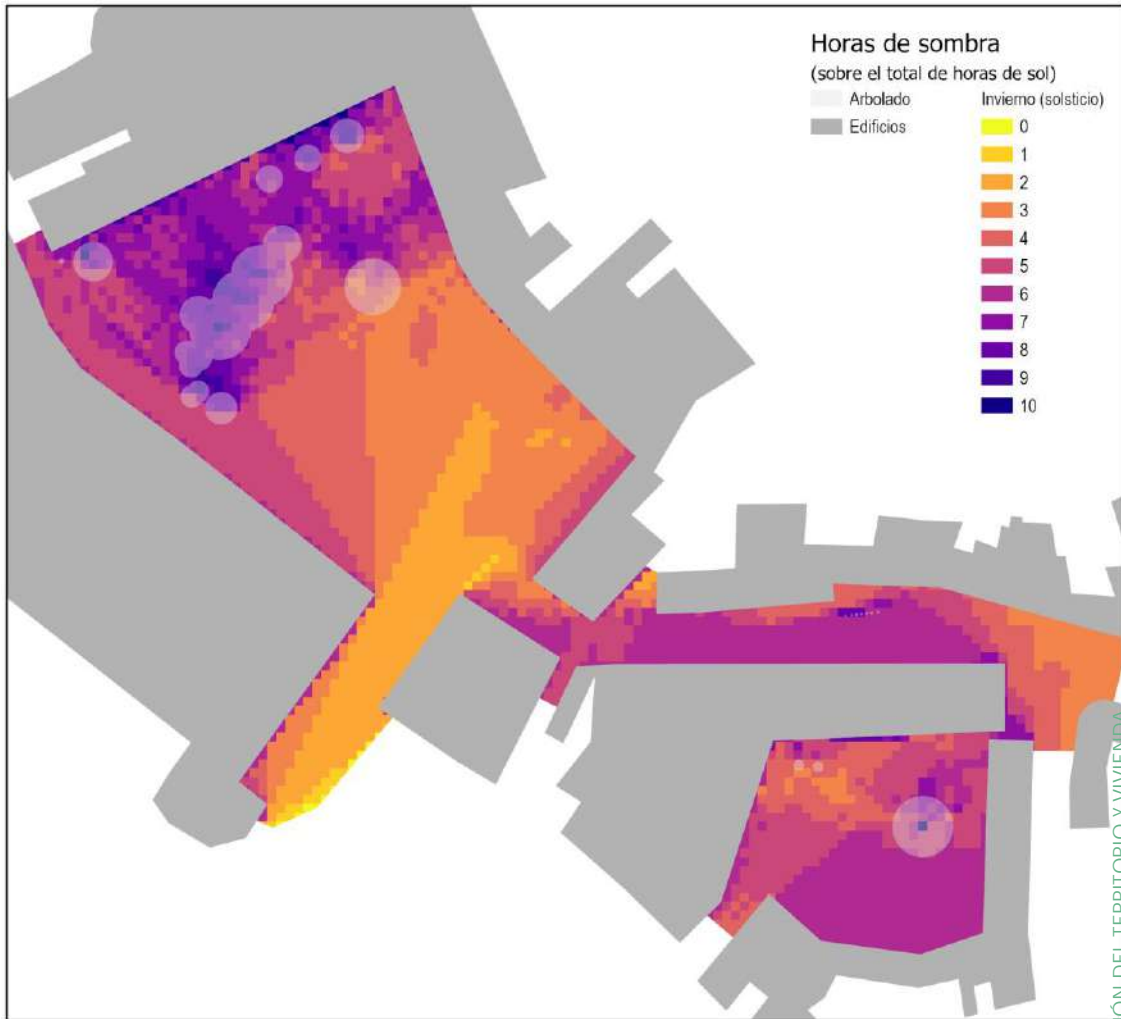 Horas de sombra
(sobre el total de horas de sol)
Arbolado
Edificios
Invierno (solsticio)
0
1
2
3
4
5
6
7
8
9
10
IÓN DEL TERRITORIO Y VIVIENDA